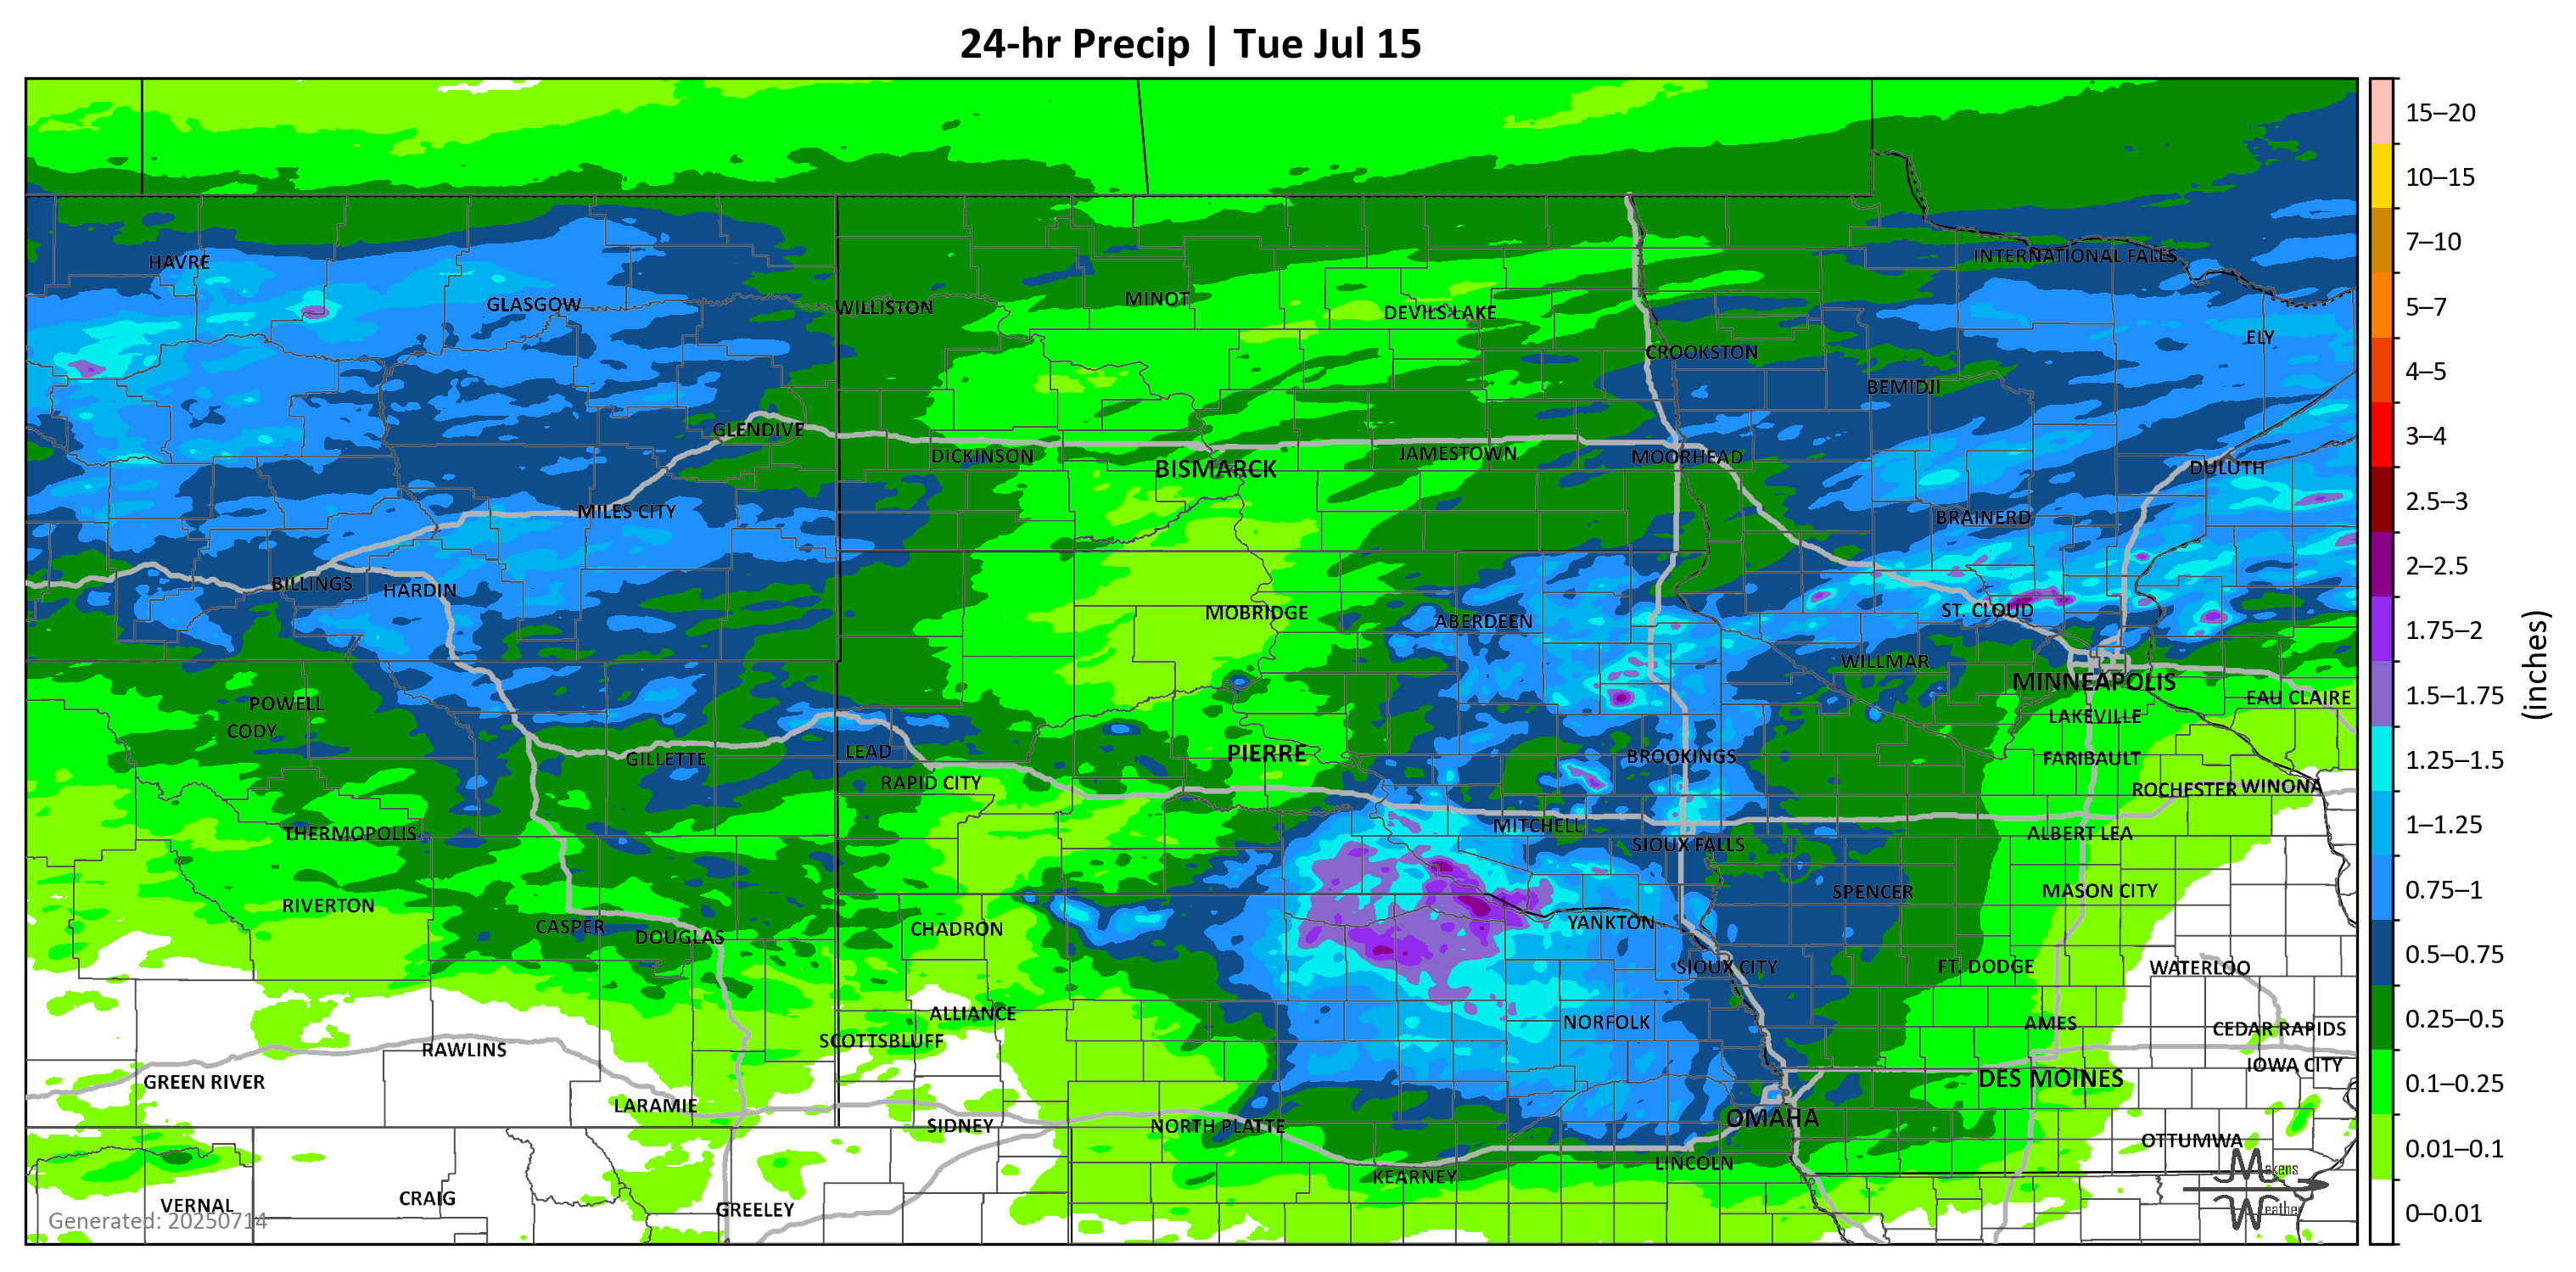 24-hr Precip | Tue Jul 15
15–20
10–15
7–10
5–7
4–5
3–4
2.5–3
2–2.5
1.75–2
1.5–1.75
1.25–1.5
1–1.25
0.75–1
0.5–0.75
0.25–0.5
0.1–0.25
0.01–0.1
0–0.01
(inches)
HAVRE
INTERNATIONAL FALLS
GLASGOW
WILLISTON
MINOT
DEVILS LAKE
ELY
CROOKSTON
BEMIDJI
GLENDIVE
DICKINSON
BISMARCK
JAMESTOWN
MOORHEAD
DULUTH
MILES CITY
BRAINERD
BILLINGS
HARDIN
MOBRIDGE
ABERDEEN
ST. CLOUD
WILLMAR
MINNEAPOLIS
EAU CLAIRE
POWELL
CODY
LAKEVILLE
GILLETTE
LEAD
PIERRE
BROOKINGS
FARIBAULT
RAPID CITY
ROCHESTER
WINONA
THERMOPOLIS
MITCHELL
SIOUX FALLS
ALBERT LEA
RIVERTON
SPENCER
MASON CITY
CASPER
DOUGLAS
CHADRON
YANKTON
SIOUX CITY
FT. DODGE
WATERLOO
ALLIANCE
SCOTTSBLUFF
NORFOLK
AMES
CEDAR RAPIDS
RAWLINS
IOWA CITY
GREEN RIVER
DES MOINES
LARAMIE
SIDNEY
NORTH PLATTE
OMAHA
OTTUMWA
LINCOLN
KEARNEY
VERNAL
CRAIG
GREELEY
Generated: 20250714
Makens
Weather